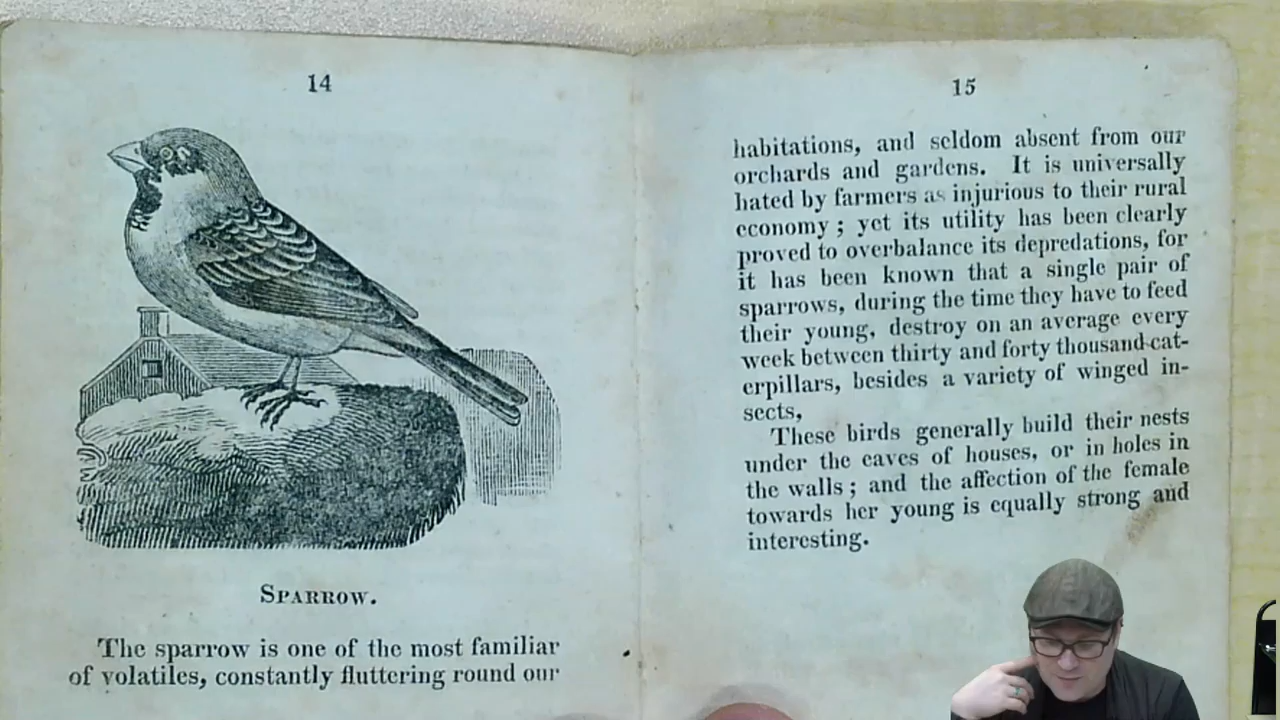 14
SPARROW.
The sparrow is one of the most familiar
of volatiles, constantly fluttering round our
15
habitations, and seldom absent from our
orchards and gardens. It is universally
hated by farmers as injurious to their rural
economy ; yet its utility has been clearly
proved to overbalance its depredations, for
it has been known that a single pair of
sparrows, during the time they have to feed
their young, destroy on an average every
week between thirty and forty thousand cat-
erpillars, besides a variety of winged in-
sects,
These birds generally build their nests
under the eaves of houses, or in holes in
the walls ; and the affection of the female
towards her young is equally strong and
interesting.